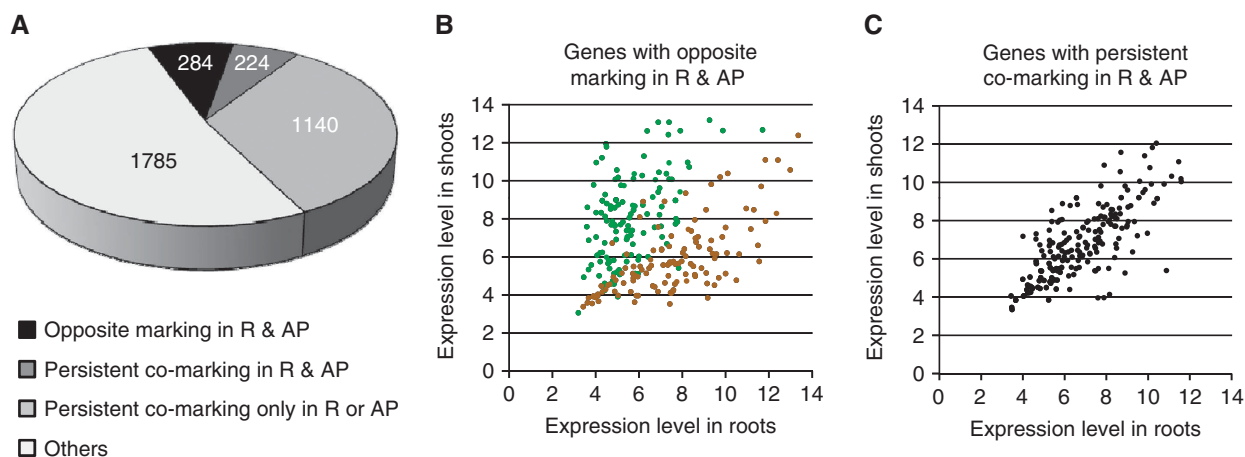 A
284
224
1140
1785
Opposite marking in R & AP
Persistent co-marking in R & AP
Persistent co-marking only in R or AP
Others
B
Genes with opposite
marking in R & AP
Expression level in shoots
14
12
10
8
6
4
2
0
0 2 4 6 8 10 12 14
Expression level in roots
C
Genes with persistent
co-marking in R & AP
Expression level in shoots
14
12
10
8
6
4
2
0
0 2 4 6 8 10 12 14
Expression level in roots